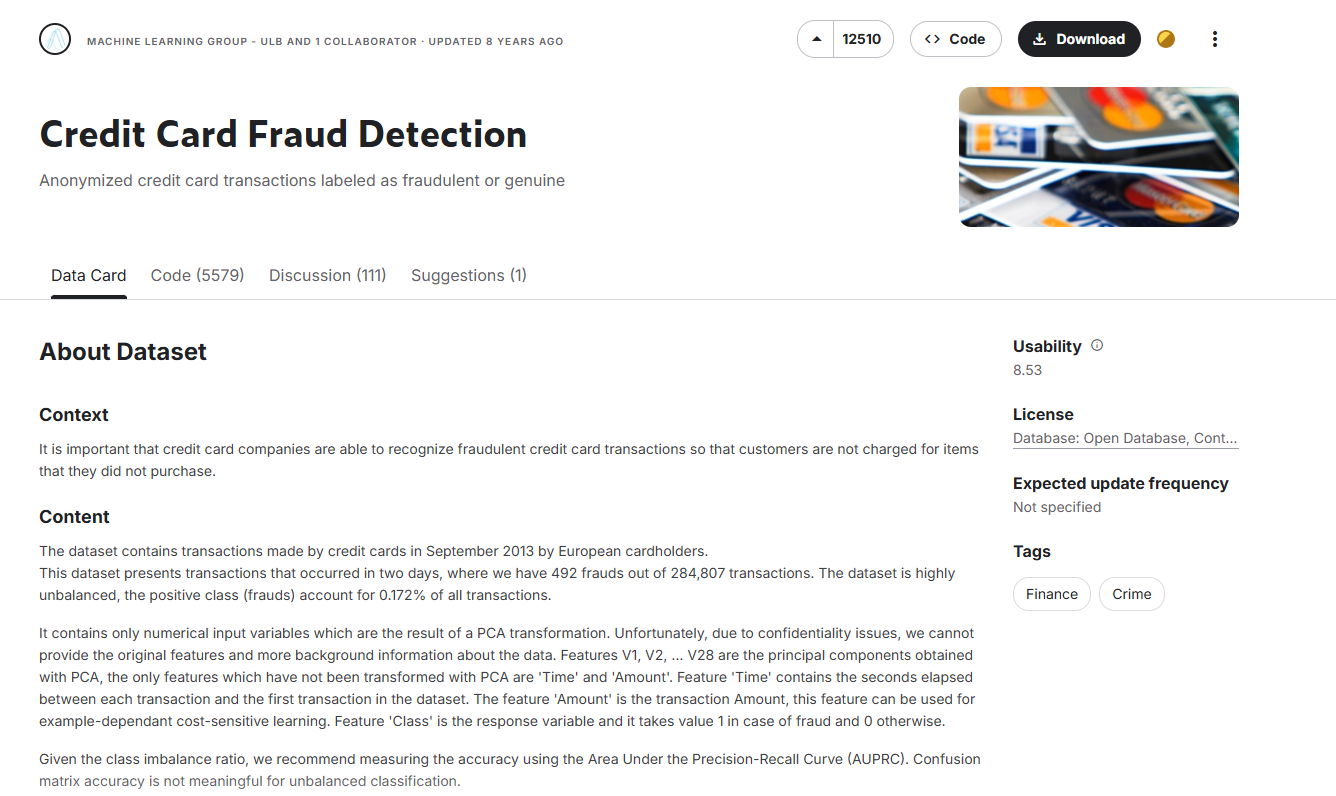 MACHINE LEARNING GROUP - ULB AND 1 COLLABORATOR · UPDATED 8 YEARS AGO
12510
<> Code
Download
Credit Card Fraud Detection
Anonymized credit card transactions labeled as fraudulent or genuine
Data Card
Code (5579)
Discussion (111)
Suggestions (1)
About Dataset
Context
It is important that credit card companies are able to recognize fraudulent credit card transactions so that customers are not charged for items
that they did not purchase.
Content
The dataset contains transactions made by credit cards in September 2013 by European cardholders.
This dataset presents transactions that occurred in two days, where we have 492 frauds out of 284,807 transactions. The dataset is highly
unbalanced, the positive class (frauds) account for 0.172% of all transactions.
It contains only numerical input variables which are the result of a PCA transformation. Unfortunately, due to confidentiality issues, we cannot
provide the original features and more background information about the data. Features V1, V2, … V28 are the principal components obtained
with PCA, the only features which have not been transformed with PCA are 'Time' and 'Amount'. Feature 'Time' contains the seconds elapsed
between each transaction and the first transaction in the dataset. The feature 'Amount' is the transaction Amount, this feature can be used for
example-dependant cost-sensitive learning. Feature 'Class' is the response variable and it takes value 1 in case of fraud and 0 otherwise.
Given the class imbalance ratio, we recommend measuring the accuracy using the Area Under the Precision-Recall Curve (AUPRC). Confusion
matrix accuracy is not meaningful for unbalanced classification.
Usability
8.53
License
Database: Open Database, Cont...
Expected update frequency
Not specified
Tags
Finance
Crime